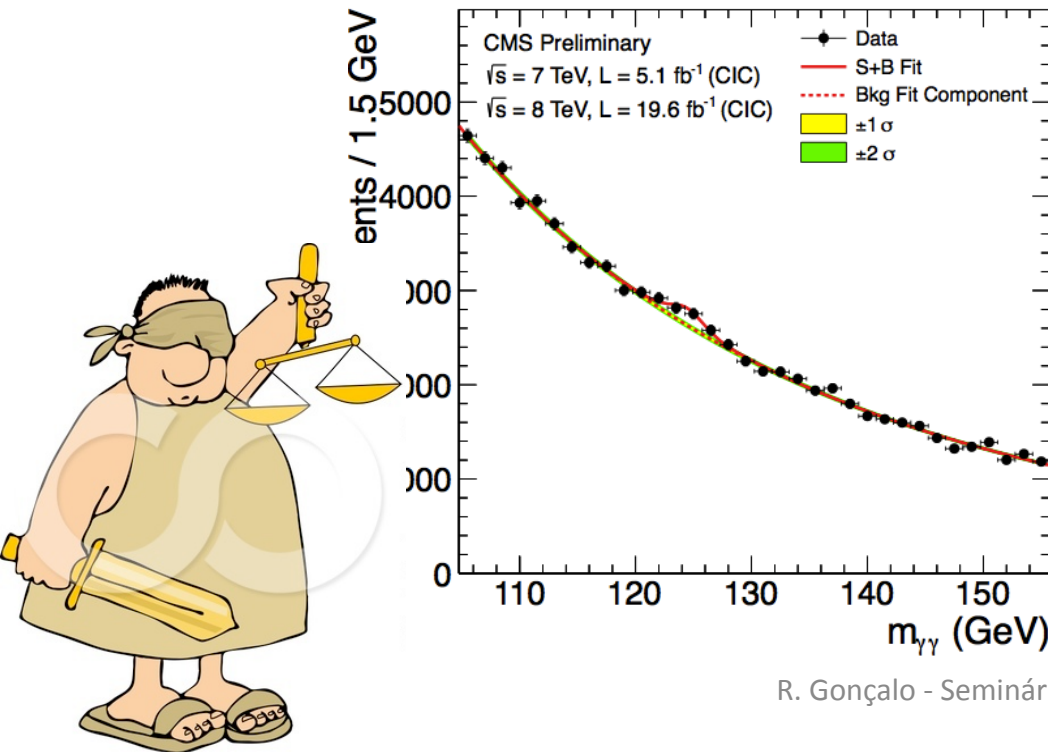 CMS Preliminary
√s = 7 TeV, L = 5.1 fb⁻¹ (CIC)
√s = 8 TeV, L = 19.6 fb⁻¹ (CIC)
Data
S+B Fit
Bkg Fit Component
±1 σ
±2 σ
ents / 1.5 GeV
5000
4000
000
000
000
0
110 120 130 140 150
mγγ (GeV)
R. Gonçalo - Seminár